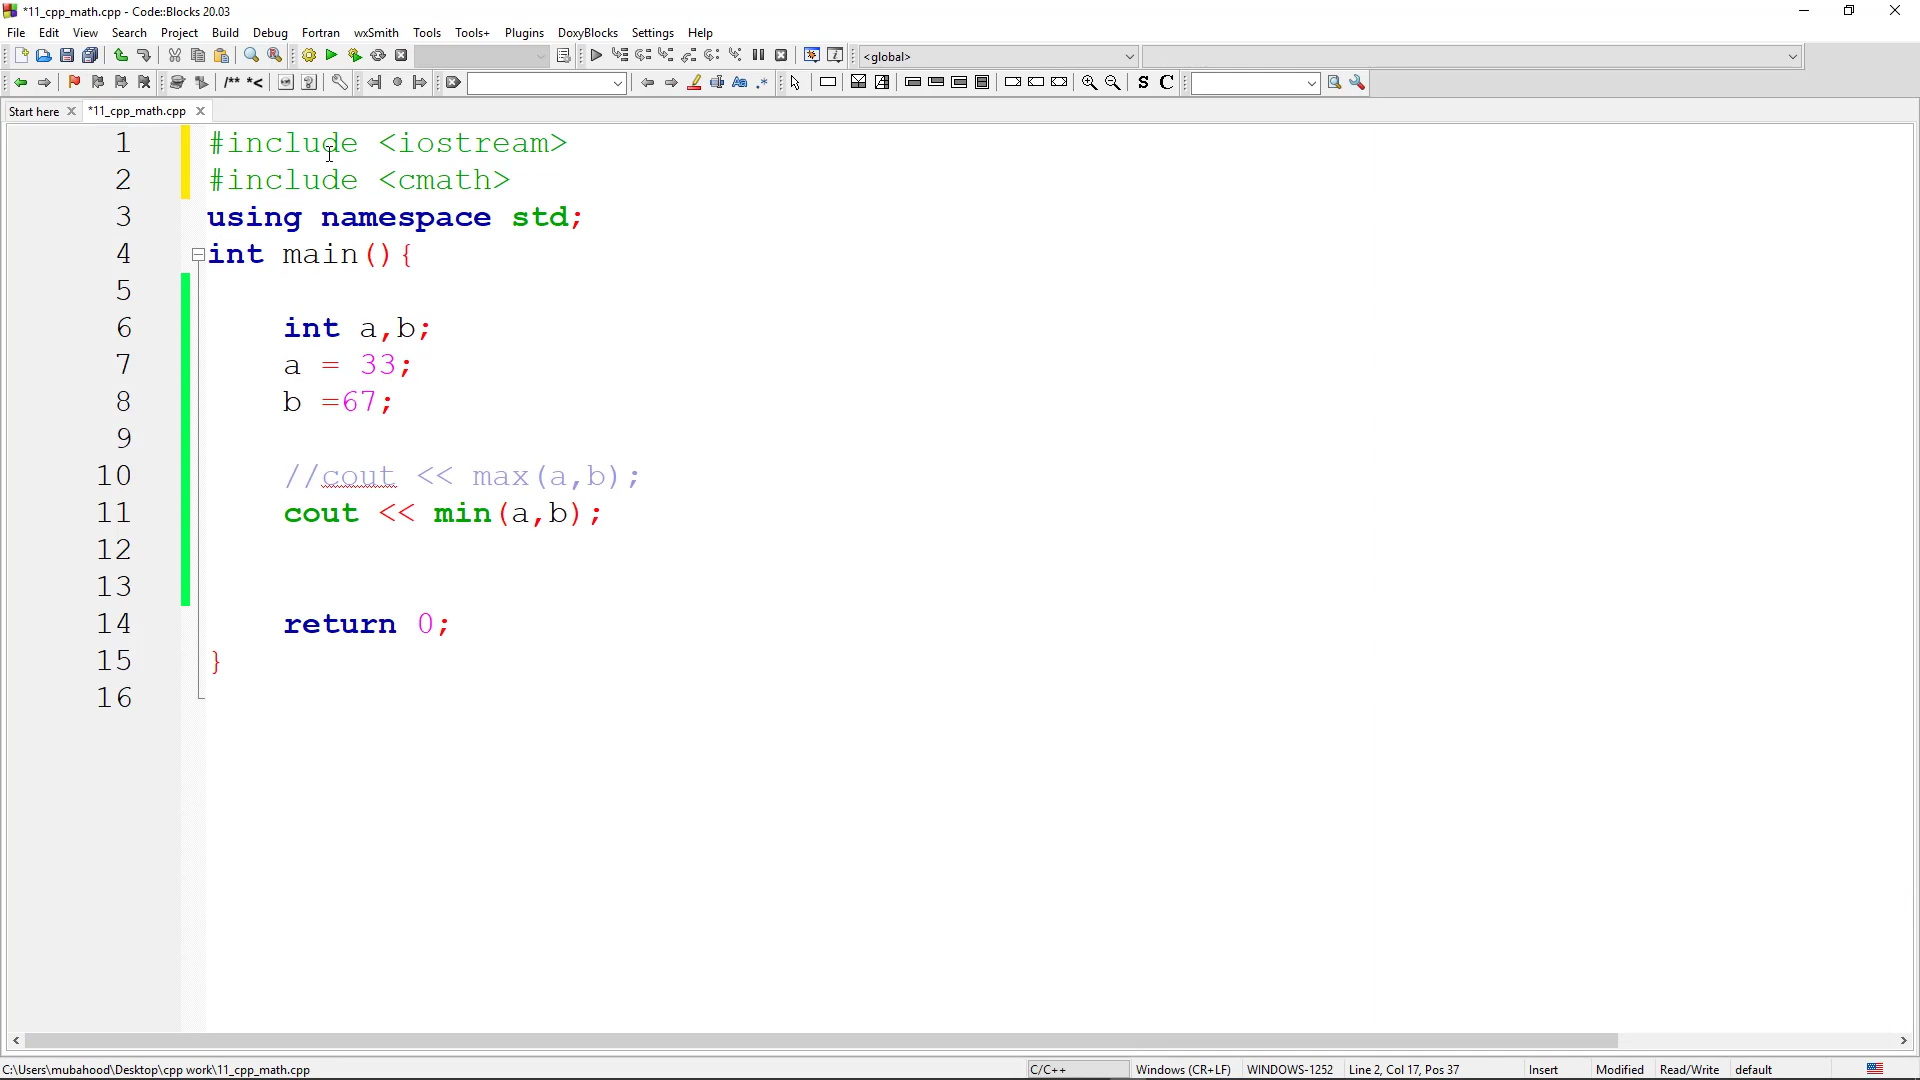 *11_cpp_math.cpp - Code::Blocks 20.03
File Edit View Search Project Build Debug Fortran wxSmith Tools Tools+ Plugins DoxyBlocks Settings Help
<global>
/** *< Aa .* S C
Start here *11_cpp_math.cpp
1 #include <iostream>
2 #include <cmath>
3 using namespace std;
4 int main(){
5
6 int a,b;
7 a = 33;
8 b =67;
9
10 //cout << max(a,b);
11 cout << min(a,b);
12
13
14 return 0;
15 }
16
C:\Users\mubahood\Desktop\cpp work\11_cpp_math.cpp C/C++ Windows (CR+LF) WINDOWS-1252 Line 2, Col 17, Pos 37 Insert Modified Read/Write default